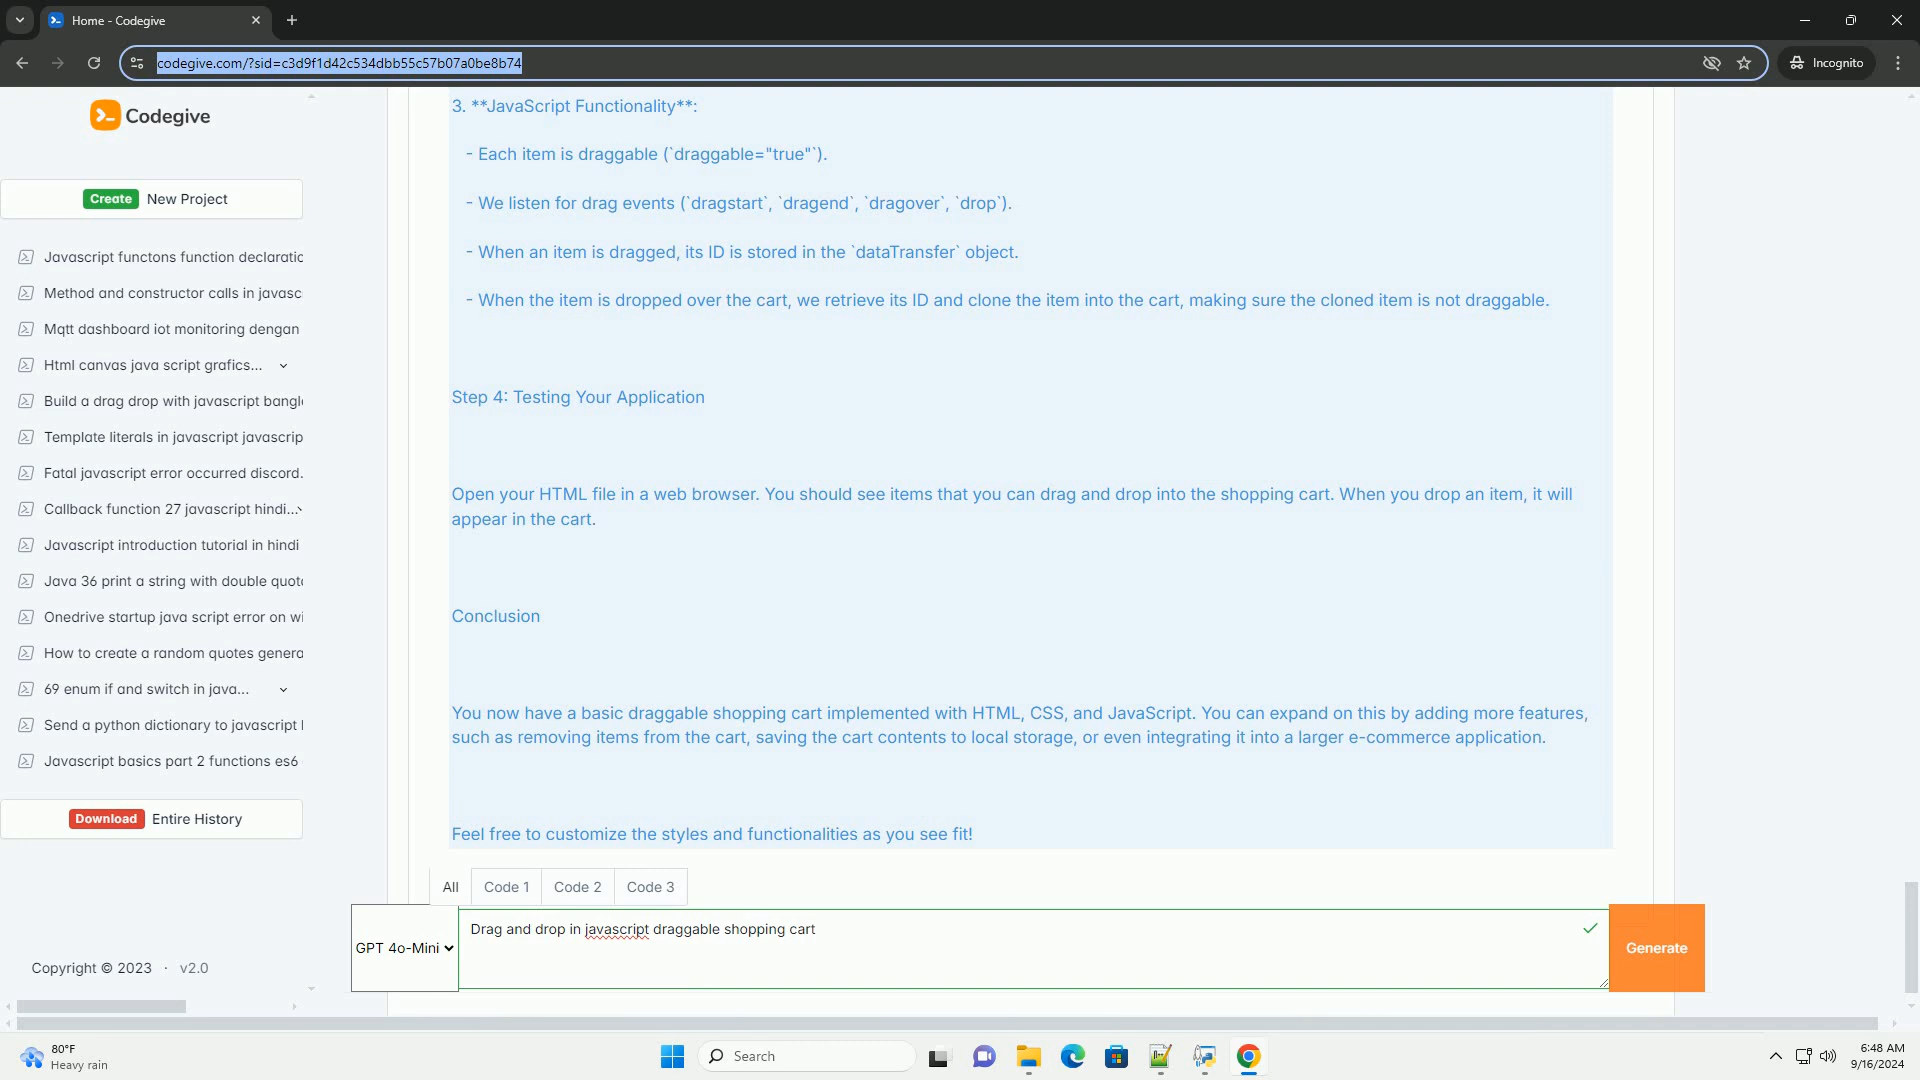 Home - Codegive
codegive.com/?sid=c3d9f1d42c534dbb55c57b07a0be8b74
Incognito
Codegive
Create New Project
Javascript functons function declaratic
Method and constructor calls in javasc
Mqtt dashboard iot monitoring dengan
Html canvas java script grafics...
Build a drag drop with javascript bangl
Template literals in javascript javascrip
Fatal javascript error occurred discord.
Callback function 27 javascript hindi...
Javascript introduction tutorial in hindi
Java 36 print a string with double quot
Onedrive startup java script error on wi
How to create a random quotes genera
69 enum if and switch in java...
Send a python dictionary to javascript
Javascript basics part 2 functions es6
Download Entire History
Copyright © 2023 · v2.0
3. **JavaScript Functionality**:
- Each item is draggable (`draggable="true"`).
- We listen for drag events (`dragstart`, `dragend`, `dragover`, `drop`).
- When an item is dragged, its ID is stored in the `dataTransfer` object.
- When the item is dropped over the cart, we retrieve its ID and clone the item into the cart, making sure the cloned item is not draggable.
Step 4: Testing Your Application
Open your HTML file in a web browser. You should see items that you can drag and drop into the shopping cart. When you drop an item, it will
appear in the cart.
Conclusion
You now have a basic draggable shopping cart implemented with HTML, CSS, and JavaScript. You can expand on this by adding more features,
such as removing items from the cart, saving the cart contents to local storage, or even integrating it into a larger e-commerce application.
Feel free to customize the styles and functionalities as you see fit!
All Code 1 Code 2 Code 3
GPT 4o-Mini
Drag and drop in javascript draggable shopping cart
Generate
80°F
Heavy rain
Search
6:48 AM
9/16/2024